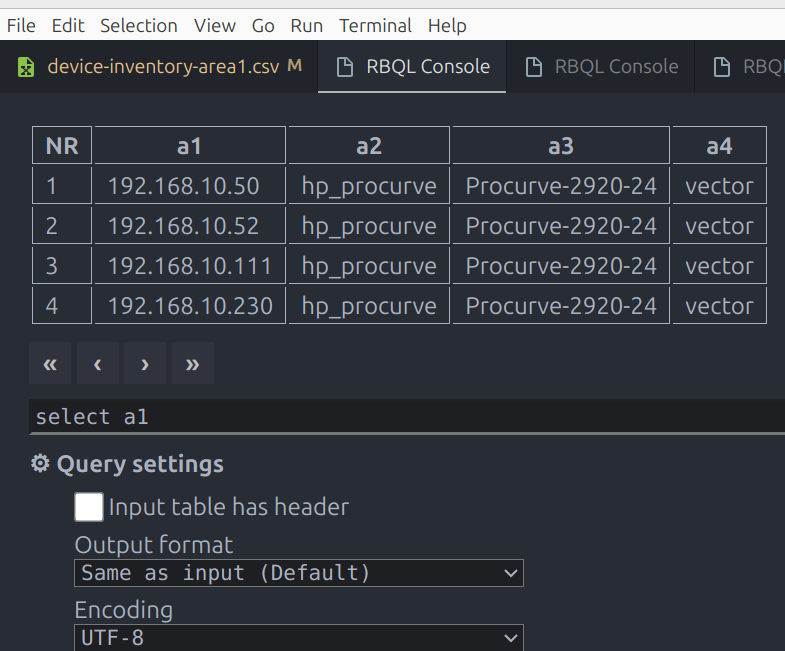 File Edit Selection View Go Run Terminal Help
device-inventory-area1.csv M RBQL Console RBQL Console RBQ
NR a1 a2 a3 a4
1 192.168.10.50 hp_procurve Procurve-2920-24 vector
2 192.168.10.52 hp_procurve Procurve-2920-24 vector
3 192.168.10.111 hp_procurve Procurve-2920-24 vector
4 192.168.10.230 hp_procurve Procurve-2920-24 vector
« ‹ › »
select a1
Query settings
Input table has header
Output format
Same as input (Default)
Encoding
UTF-8